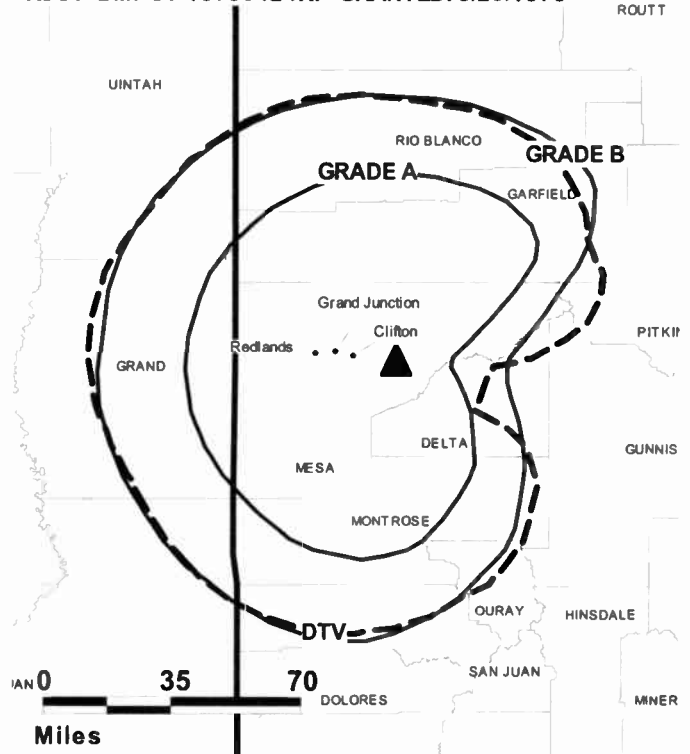 ROUTT
UINTAH
RIO BLANCO
GRADE B
GRADE A
GARFIELD
Grand Junction
Clifton
Redlands
PITKIN
GRAND
DELTA
GUNNIS
MESA
MONTROSE
OURAY
HINSDALE
DTV
SAN JUAN
0 35 70
DOLORES
MINER
Miles